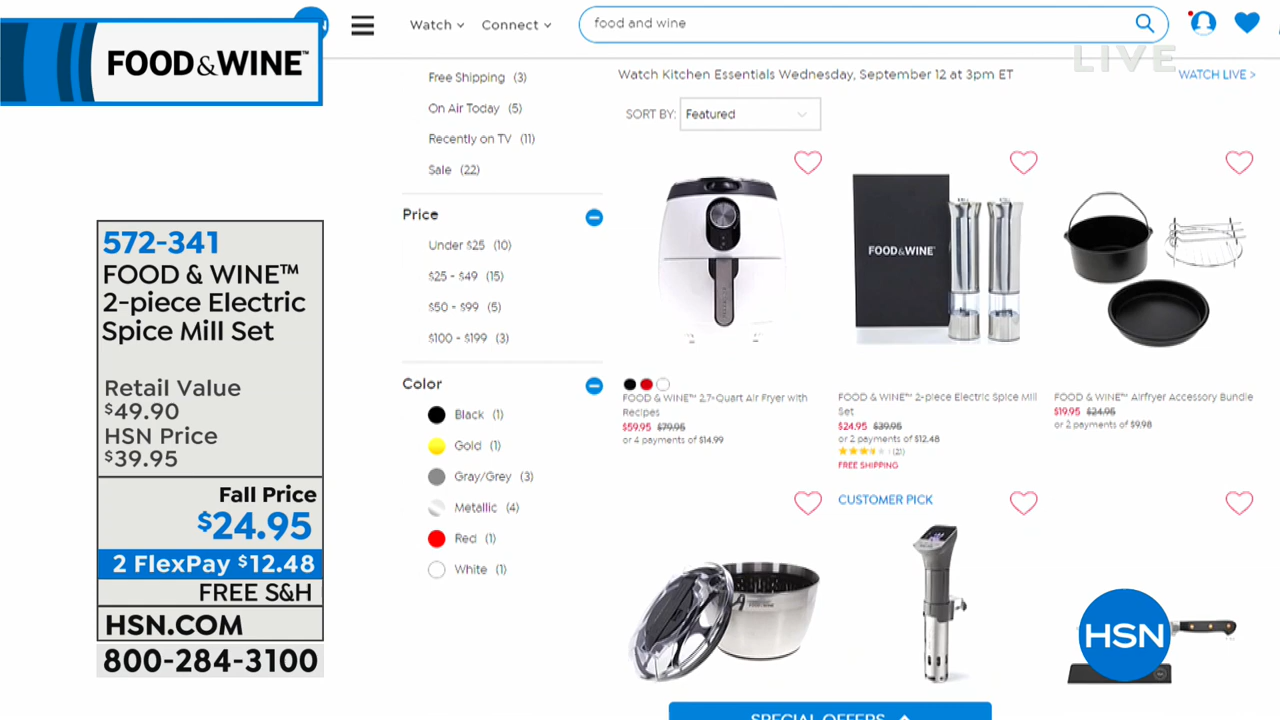 FOOD&WINE™
Watch
Connect
food and wine
LIVE
Free Shipping (3)
On Air Today (5)
Recently on TV (11)
Sale (22)
Price
Under $25 (10)
$25 - $49 (15)
$50 - $99 (5)
$100 - $199 (3)
Color
Black (1)
Gold (1)
Gray/Grey (3)
Metallic (4)
Red (1)
White (1)
Watch Kitchen Essentials Wednesday, September 12 at 3pm ET
WATCH LIVE >
SORT BY: Featured
FOOD&WINE™
FOOD & WINE™ 2.7-Quart Air Fryer with
Recipes
$59.95 $79.95
or 4 payments of $14.99
FOOD & WINE™ 2-piece Electric Spice Mill
Set
$24.95 $39.95
or 2 payments of $12.48
(21)
FREE SHIPPING
FOOD & WINE™ Airfryer Accessory Bundle
$19.95 $24.95
or 2 payments of $9.98
CUSTOMER PICK
FOOD&WINE
HSN
SPECIAL OFFERS
572-341
FOOD & WINE™
2-piece Electric
Spice Mill Set
Retail Value
$49.90
HSN Price
$39.95
Fall Price
$24.95
2 FlexPay $12.48
FREE S&H
HSN.COM
800-284-3100